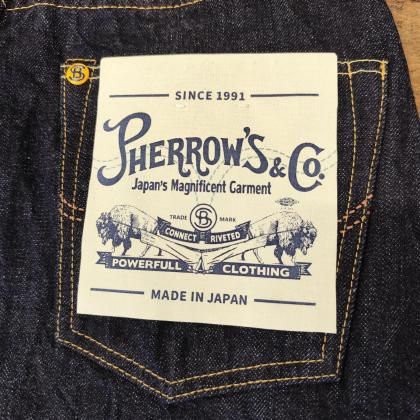 SINCE 1991
PHERROW'S & CO.
Japan's Magnificent Garment
TRADE MARK
CONNECT RIVETED
POWERFULL CLOTHING
MADE IN JAPAN